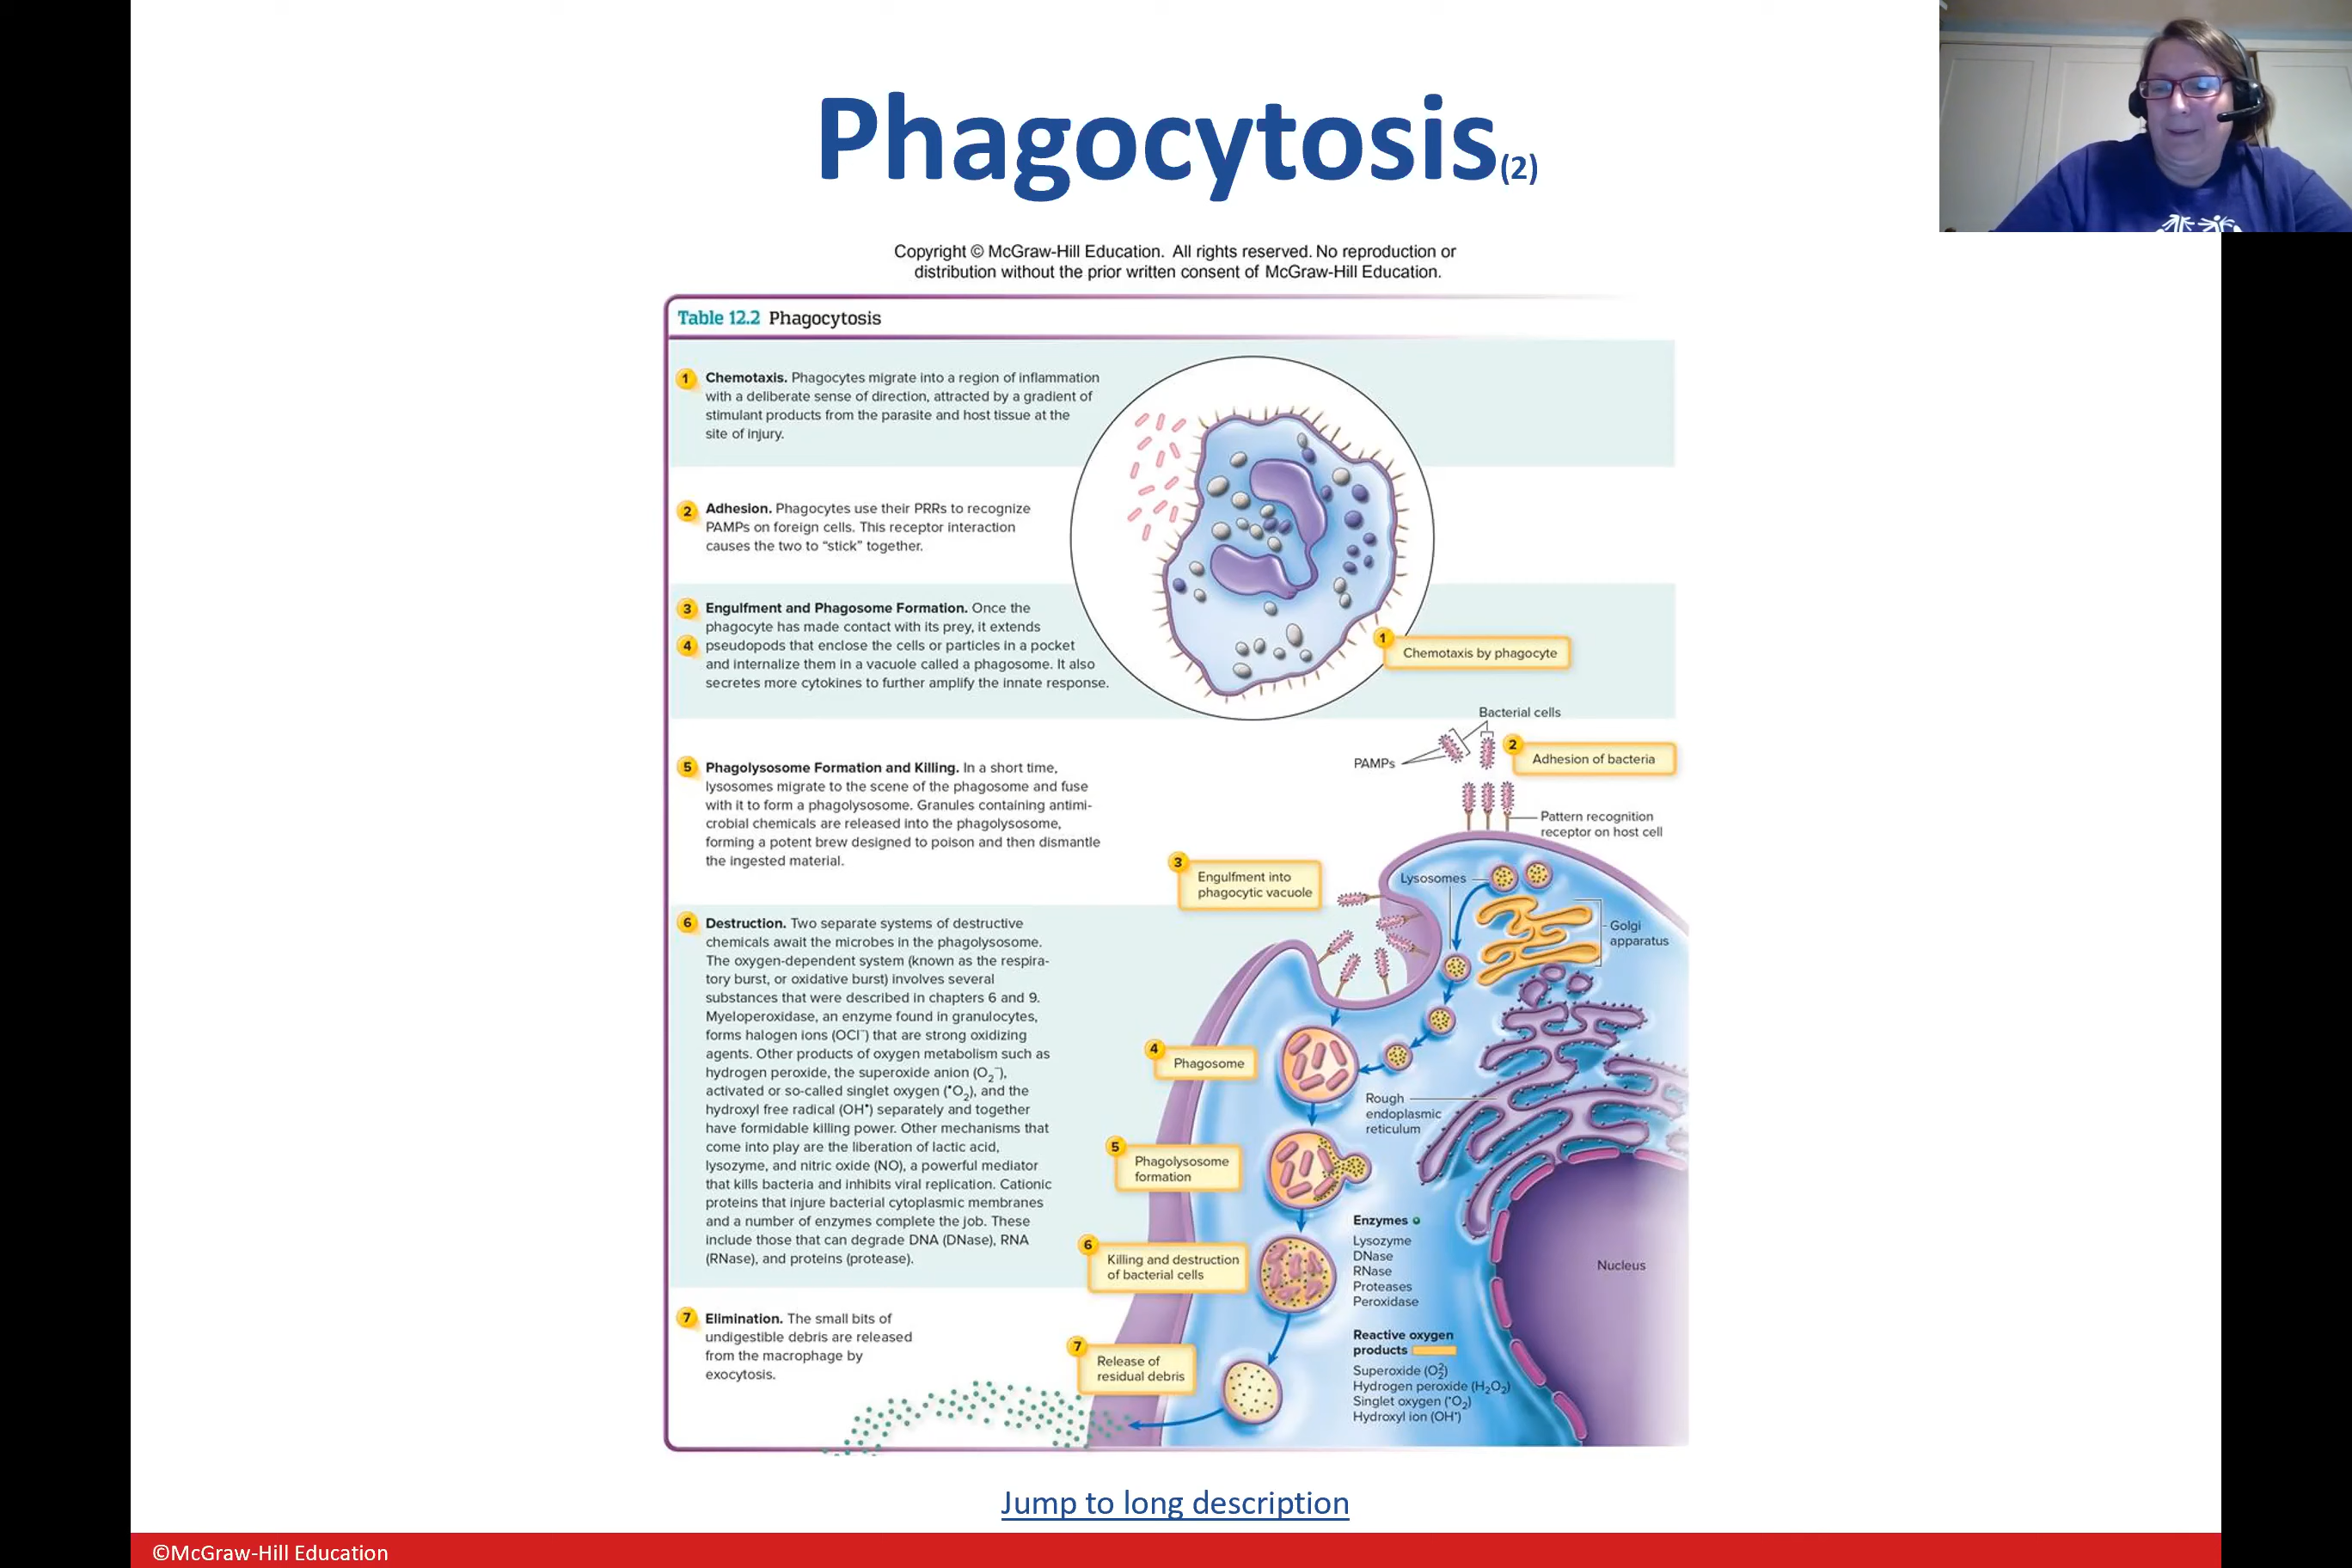 Phagocytosis(2)
Copyright © McGraw-Hill Education. All rights reserved. No reproduction or
distribution without the prior written consent of McGraw-Hill Education.
Table 12.2 Phagocytosis
1 Chemotaxis. Phagocytes migrate into a region of inflammation
with a deliberate sense of direction, attracted by a gradient of
stimulant products from the parasite and host tissue at the
site of injury.
2 Adhesion. Phagocytes use their PRRs to recognize
PAMPs on foreign cells. This receptor interaction
causes the two to “stick” together.
3 Engulfment and Phagosome Formation. Once the
phagocyte has made contact with its prey, it extends
4 pseudopods that enclose the cells or particles in a pocket
and internalize them in a vacuole called a phagosome. It also
secretes more cytokines to further amplify the innate response.
5 Phagolysosome Formation and Killing. In a short time,
lysosomes migrate to the scene of the phagosome and fuse
with it to form a phagolysosome. Granules containing antimi-
crobial chemicals are released into the phagolysosome,
forming a potent brew designed to poison and then dismantle
the ingested material.
6 Destruction. Two separate systems of destructive
chemicals await the microbes in the phagolysosome.
The oxygen-dependent system (known as the respira-
tory burst, or oxidative burst) involves several
substances that were described in chapters 6 and 9.
Myeloperoxidase, an enzyme found in granulocytes,
forms halogen ions (OCl⁻) that are strong oxidizing
agents. Other products of oxygen metabolism such as
hydrogen peroxide, the superoxide anion (O₂⁻),
activated or so-called singlet oxygen (•O₂), and the
hydroxyl free radical (OH•) separately and together
have formidable killing power. Other mechanisms that
come into play are the liberation of lactic acid,
lysozyme, and nitric oxide (NO), a powerful mediator
that kills bacteria and inhibits viral replication. Cationic
proteins that injure bacterial cytoplasmic membranes
and a number of enzymes complete the job. These
include those that can degrade DNA (DNase), RNA
(RNase), and proteins (protease).
7 Elimination. The small bits of
undigestible debris are released
from the macrophage by
exocytosis.
1 Chemotaxis by phagocyte
Bacterial cells
PAMPs
2 Adhesion of bacteria
Pattern recognition
receptor on host cell
3 Engulfment into
phagocytic vacuole
Lysosomes
Golgi
apparatus
4 Phagosome
Rough
endoplasmic
reticulum
5 Phagolysosome
formation
6 Killing and destruction
of bacterial cells
Enzymes
Lysozyme
DNase
RNase
Proteases
Peroxidase
Nucleus
7 Release of
residual debris
Reactive oxygen
products
Superoxide (O₂⁻)
Hydrogen peroxide (H₂O₂)
Singlet oxygen (•O₂)
Hydroxyl ion (OH•)
Jump to long description
©McGraw-Hill Education